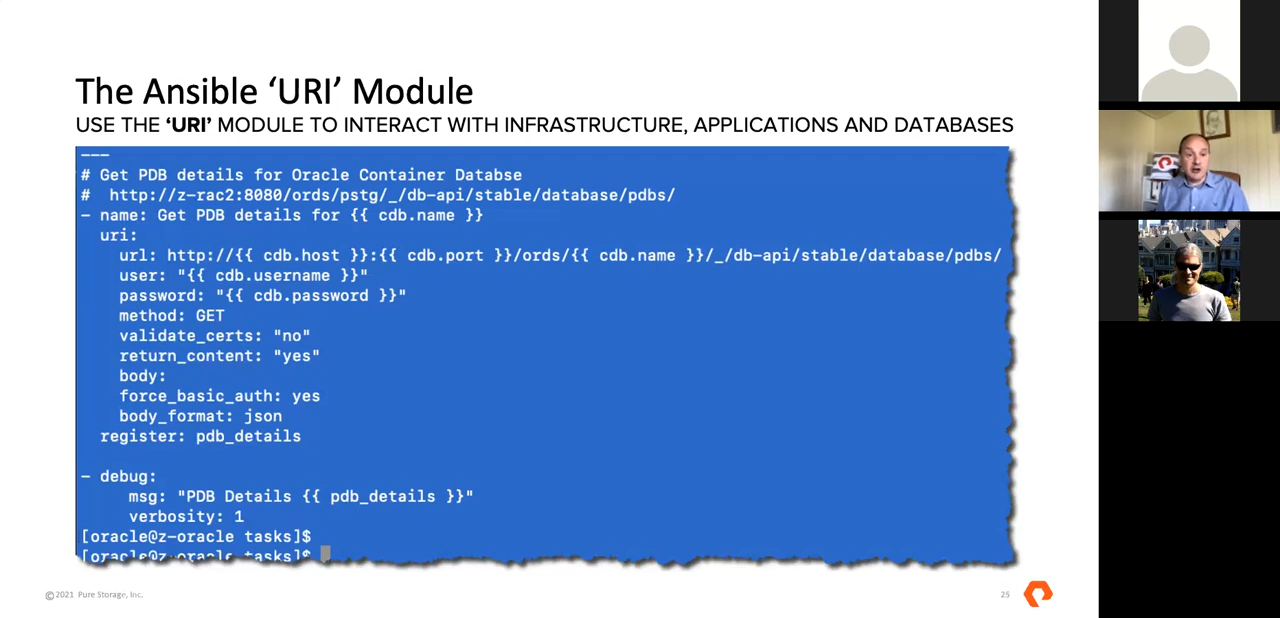 The Ansible ‘URI’ Module
USE THE ‘URI’ MODULE TO INTERACT WITH INFRASTRUCTURE, APPLICATIONS AND DATABASES
---
# Get PDB details for Oracle Container Databse
#  http://z-rac2:8080/ords/pstg/_/db-api/stable/database/pdbs/
- name: Get PDB details for {{ cdb.name }}
  uri:
    url: http://{{ cdb.host }}:{{ cdb.port }}/ords/{{ cdb.name }}/_/db-api/stable/database/pdbs/
    user: "{{ cdb.username }}"
    password: "{{ cdb.password }}"
    method: GET
    validate_certs: "no"
    return_content: "yes"
    body:
    force_basic_auth: yes
    body_format: json
  register: pdb_details
- debug:
     msg: "PDB Details {{ pdb_details }}"
     verbosity: 1
[oracle@z-oracle tasks]$
[oracle@z-oracle tasks]$
©2021 Pure Storage, Inc.
25